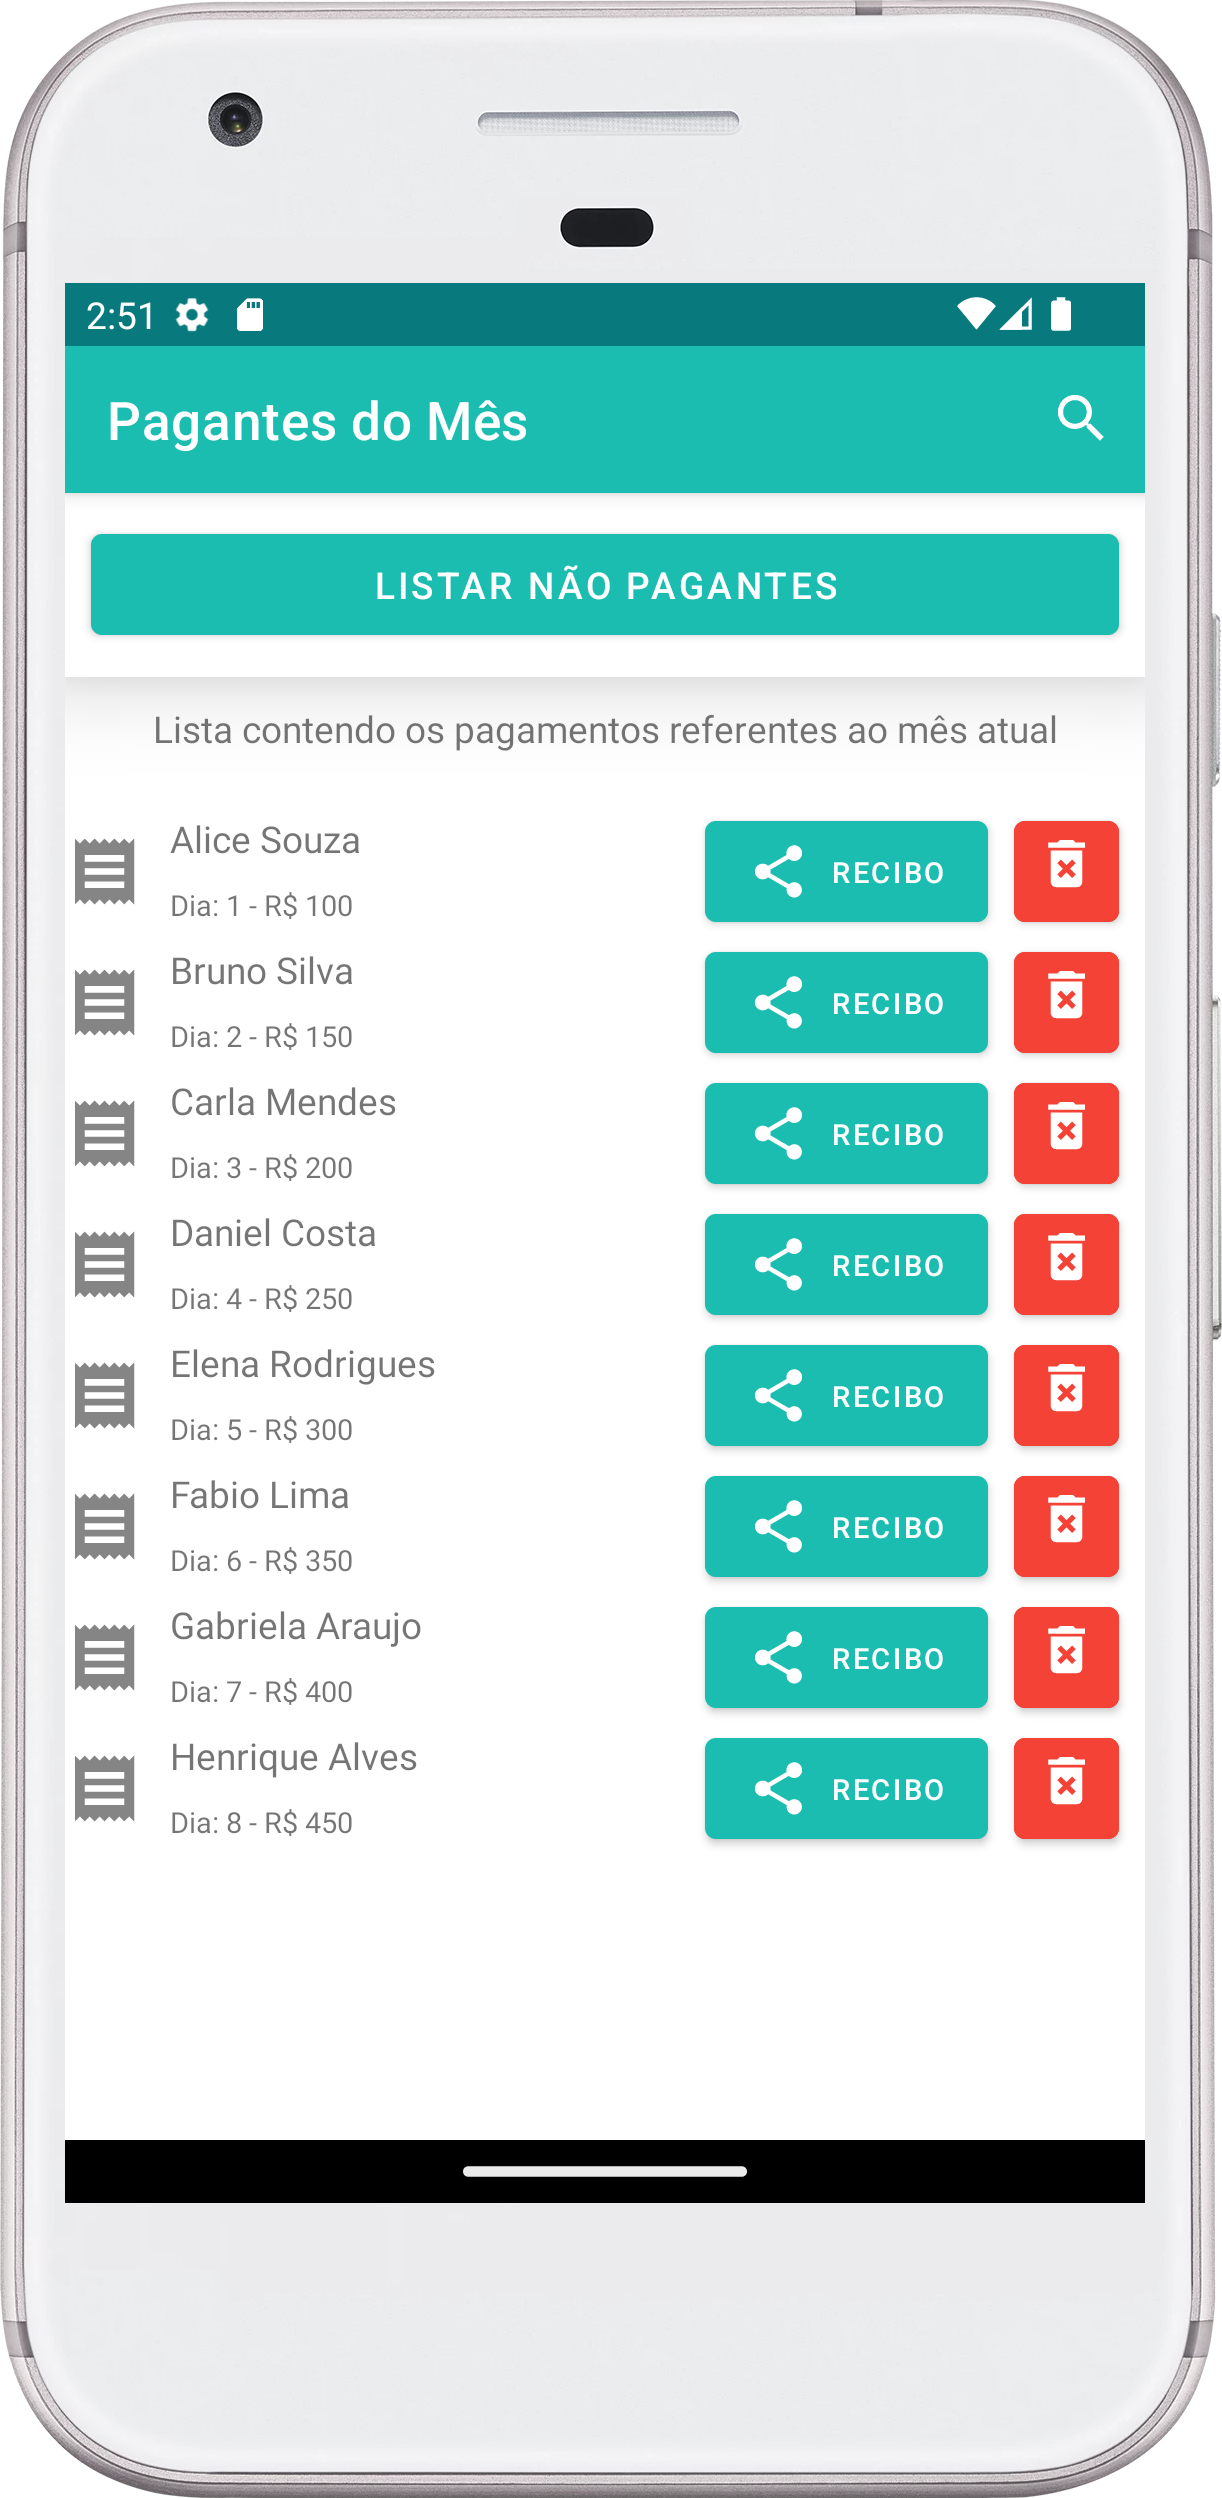 2:51
Pagantes do Mês
LISTAR NÃO PAGANTES
Lista contendo os pagamentos referentes ao mês atual
Alice Souza
Dia: 1 - R$ 100
RECIBO
Bruno Silva
Dia: 2 - R$ 150
RECIBO
Carla Mendes
Dia: 3 - R$ 200
RECIBO
Daniel Costa
Dia: 4 - R$ 250
RECIBO
Elena Rodrigues
Dia: 5 - R$ 300
RECIBO
Fabio Lima
Dia: 6 - R$ 350
RECIBO
Gabriela Araujo
Dia: 7 - R$ 400
RECIBO
Henrique Alves
Dia: 8 - R$ 450
RECIBO